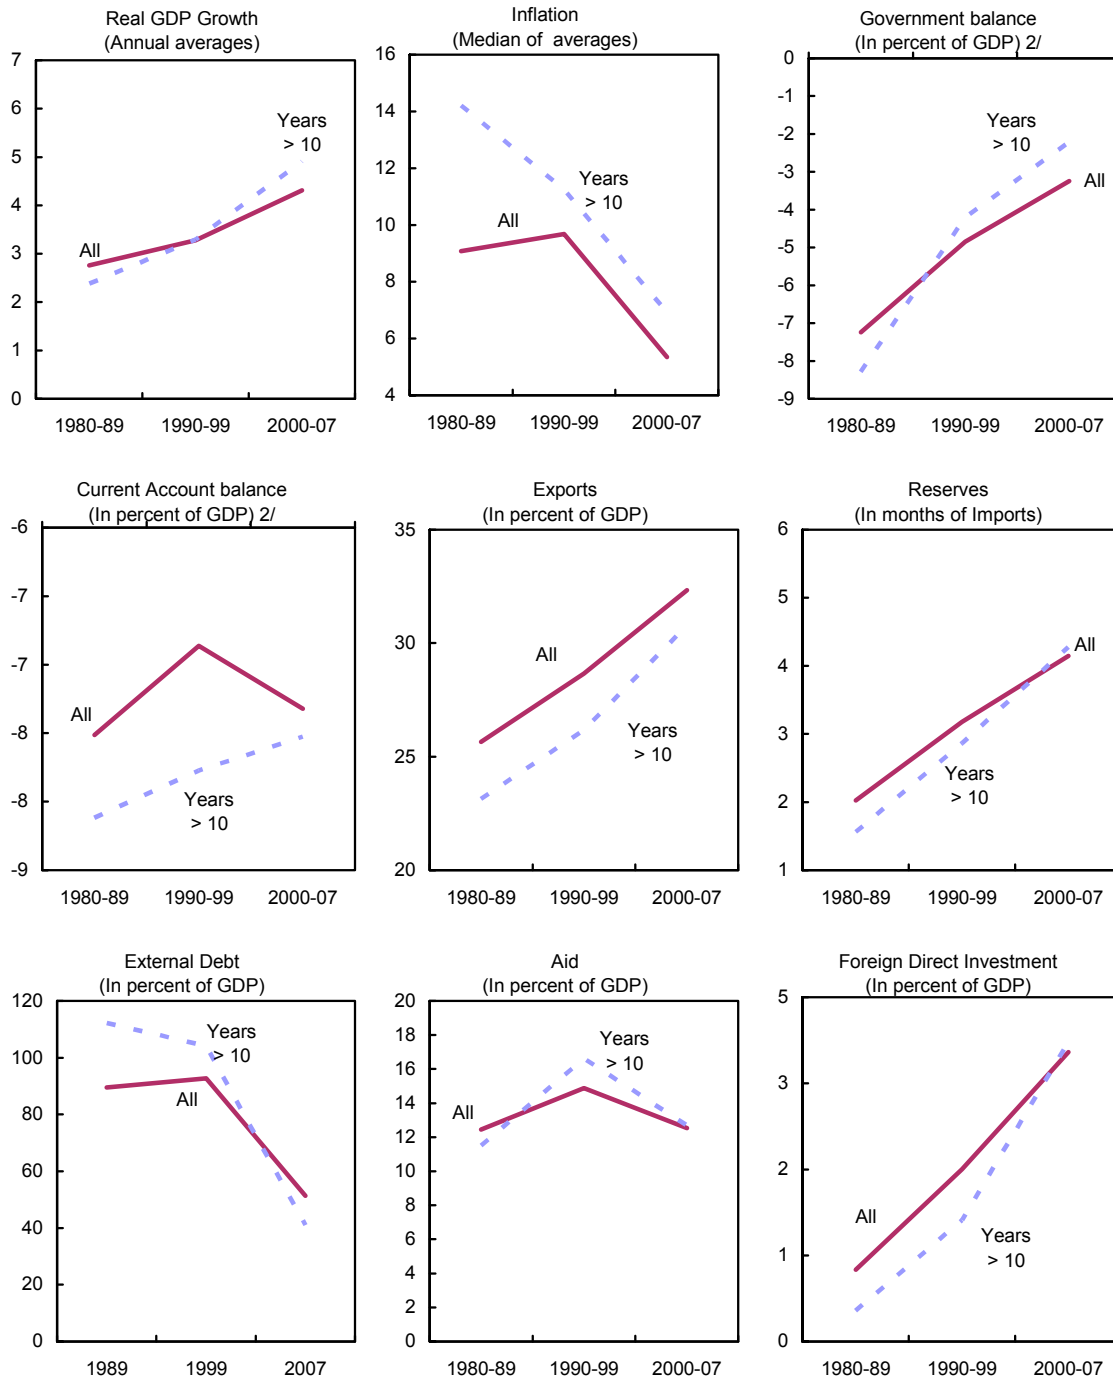 Real GDP Growth
(Annual averages)
7
6
5
4
3
2
1
0
Years
> 10
All
1980-89 1990-99 2000-07
Inflation
(Median of averages)
16
14
12
10
8
6
4
Years
> 10
All
1980-89 1990-99 2000-07
Government balance
(In percent of GDP) 2/
0
-1
-2
-3
-4
-5
-6
-7
-8
-9
Years
> 10
All
1980-89 1990-99 2000-07
Current Account balance
(In percent of GDP) 2/
-6
-7
-7
-8
-8
-9
All
Years
> 10
1980-89 1990-99 2000-07
Exports
(In percent of GDP)
35
30
25
20
All
Years
> 10
1980-89 1990-99 2000-07
Reserves
(In months of Imports)
6
5
4
3
2
1
All
Years
> 10
1980-89 1990-99 2000-07
External Debt
(In percent of GDP)
120
100
80
60
40
20
0
Years
> 10
All
1989 1999 2007
Aid
(In percent of GDP)
20
18
16
14
12
10
8
6
4
2
0
Years
> 10
All
1980-89 1990-99 2000-07
Foreign Direct Investment
(In percent of GDP)
5
3
2
1
0
All
Years
> 10
1980-89 1990-99 2000-07